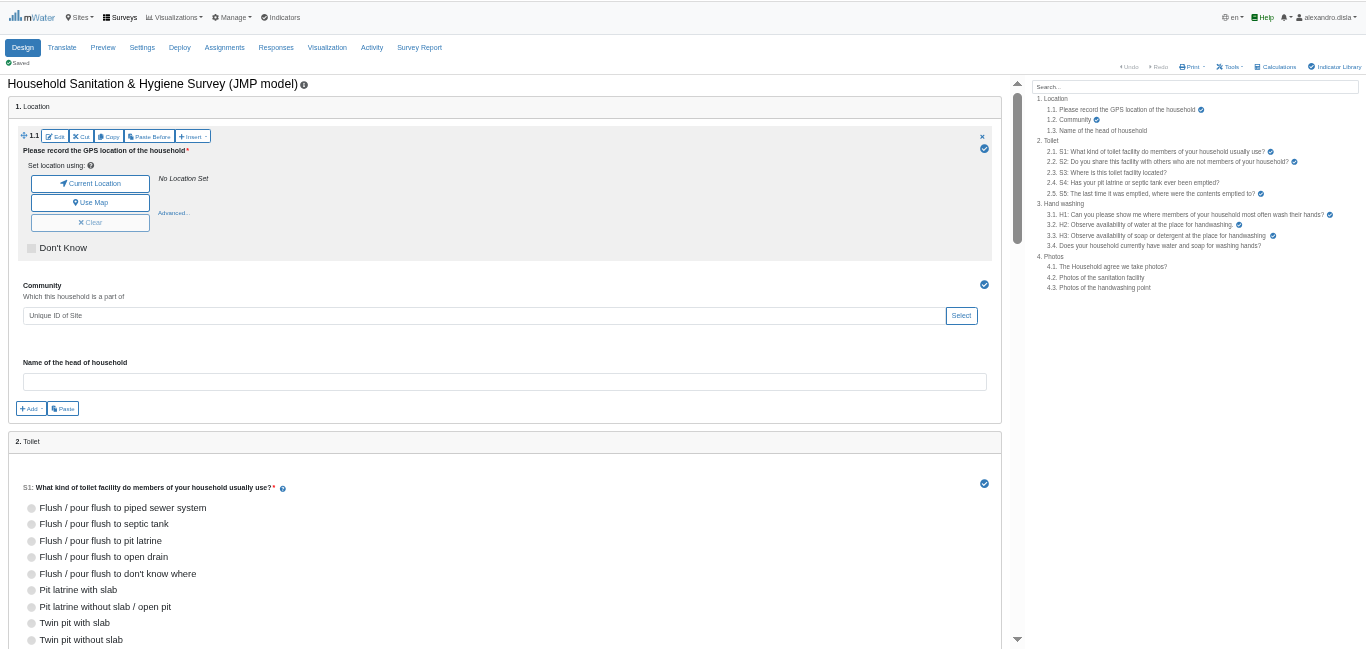 mWater Sites Surveys Visualizations Manage Indicators en Help alexandro.disla
Design Translate Preview Settings Deploy Assignments Responses Visualization Activity Survey Report
Saved
Undo Redo Print Tools Calculations Indicator Library
Household Sanitation & Hygiene Survey (JMP model)
1. Location
1.1 Edit Cut Copy Paste Before Insert
Please record the GPS location of the household*
Set location using:
Current Location
No Location Set
Use Map
Advanced...
Clear
Don't Know
Community
Which this household is a part of
Unique ID of Site
Select
Name of the head of household
Add Paste
2. Toilet
S1: What kind of toilet facility do members of your household usually use?*
Flush / pour flush to piped sewer system
Flush / pour flush to septic tank
Flush / pour flush to pit latrine
Flush / pour flush to open drain
Flush / pour flush to don't know where
Pit latrine with slab
Pit latrine without slab / open pit
Twin pit with slab
Twin pit without slab
Search...
1. Location
1.1. Please record the GPS location of the household
1.2. Community
1.3. Name of the head of household
2. Toilet
2.1. S1: What kind of toilet facility do members of your household usually use?
2.2. S2: Do you share this facility with others who are not members of your household?
2.3. S3: Where is this toilet facility located?
2.4. S4: Has your pit latrine or septic tank ever been emptied?
2.5. S5: The last time it was emptied, where were the contents emptied to?
3. Hand washing
3.1. H1: Can you please show me where members of your household most often wash their hands?
3.2. H2: Observe availability of water at the place for handwashing.
3.3. H3: Observe availability of soap or detergent at the place for handwashing
3.4. Does your household currently have water and soap for washing hands?
4. Photos
4.1. The Household agree we take photos?
4.2. Photos of the sanitation facility
4.3. Photos of the handwashing point